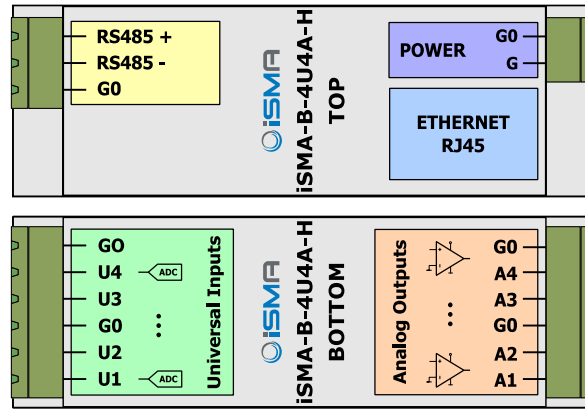 RS485 +
RS485 -
G0
iSMA
iSMA-B-4U4A-H
TOP
POWER
G0
G
ETHERNET
RJ45
GO
U4
ADC
U3
G0
U2
U1
ADC
Universal Inputs
iSMA
iSMA-B-4U4A-H
BOTTOM
Analog Outputs
G0
A4
A3
G0
A2
A1